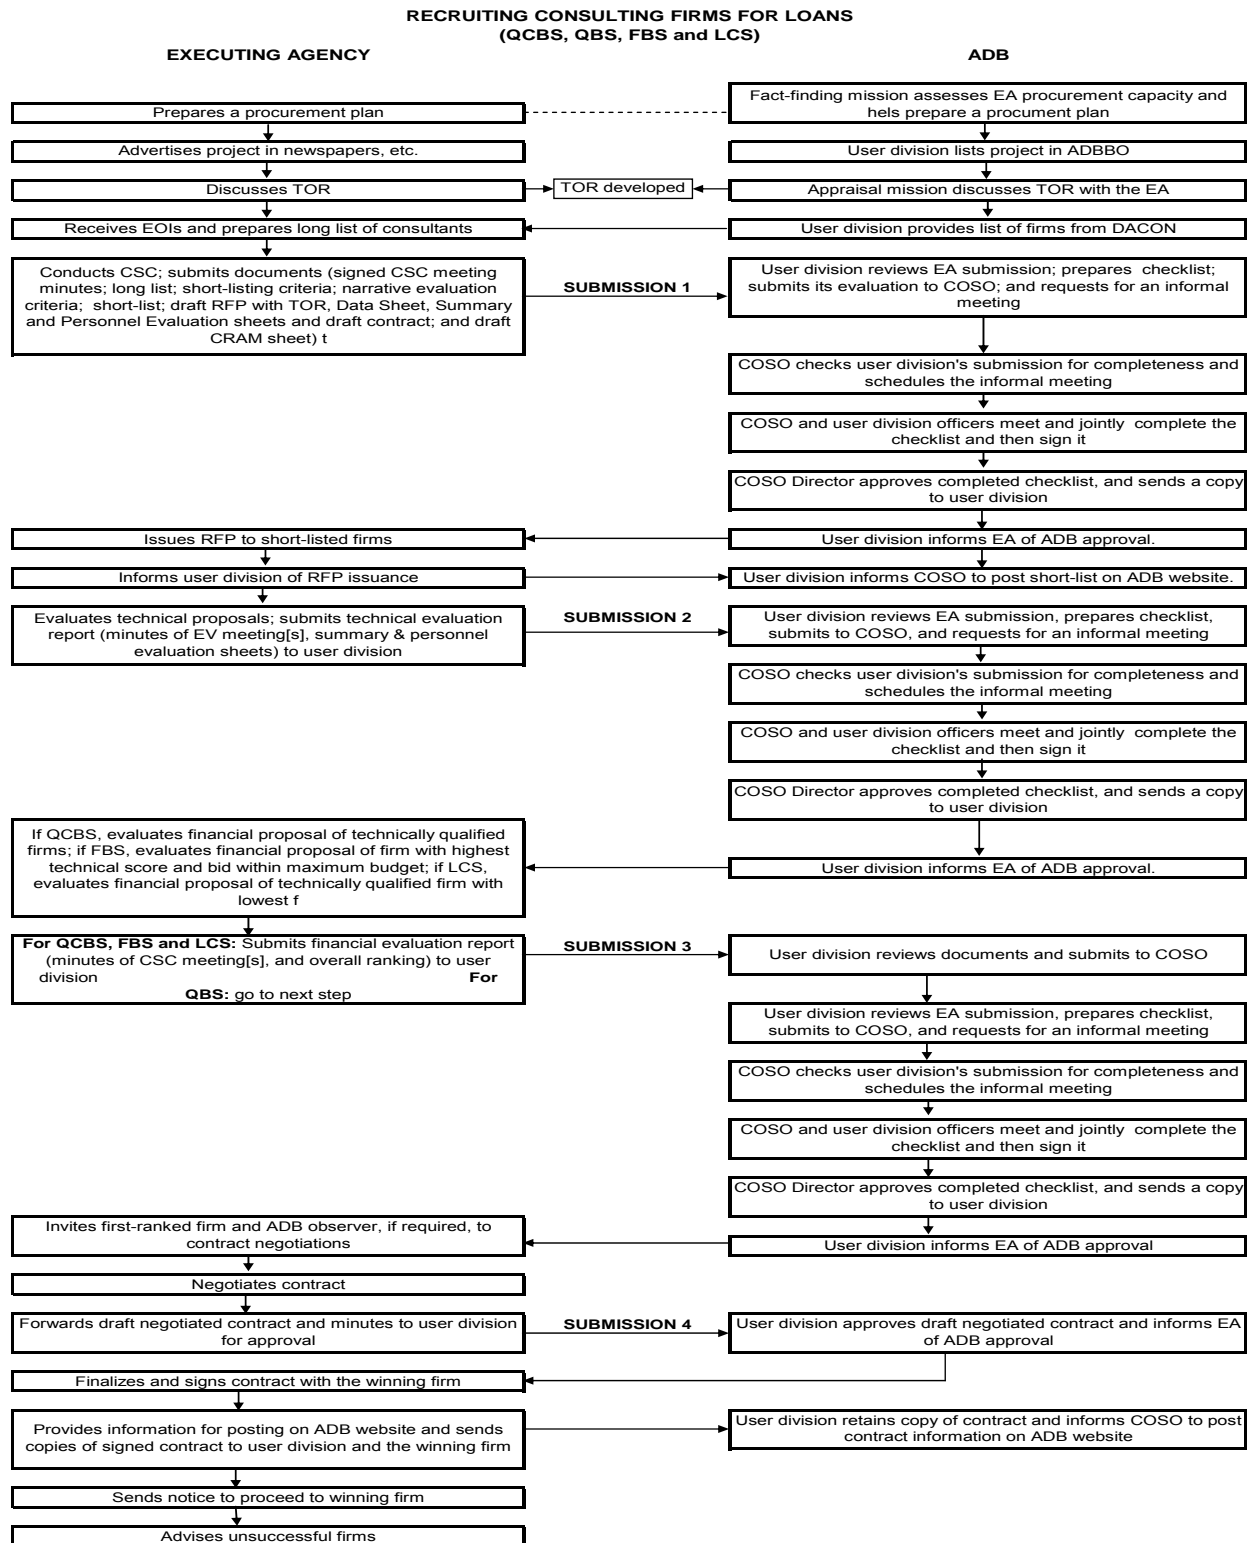 RECRUITING CONSULTING FIRMS FOR LOANS
(QCBS, QBS, FBS and LCS)
EXECUTING AGENCY
ADB
Prepares a procurement plan
Fact-finding mission assesses EA procurement capacity and
hels prepare a procument plan
Advertises project in newspapers, etc.
User division lists project in ADBBO
Discusses TOR
TOR developed
Appraisal mission discusses TOR with the EA
Receives EOIs and prepares long list of consultants
User division provides list of firms from DACON
Conducts CSC; submits documents (signed CSC meeting
minutes; long list; short-listing criteria; narrative evaluation
criteria; short-list; draft RFP with TOR, Data Sheet, Summary
and Personnel Evaluation sheets and draft contract; and draft
CRAM sheet) t
SUBMISSION 1
User division reviews EA submission; prepares checklist;
submits its evaluation to COSO; and requests for an informal
meeting
COSO checks user division's submission for completeness and
schedules the informal meeting
COSO and user division officers meet and jointly complete the
checklist and then sign it
COSO Director approves completed checklist, and sends a copy
to user division
Issues RFP to short-listed firms
User division informs EA of ADB approval.
Informs user division of RFP issuance
User division informs COSO to post short-list on ADB website.
Evaluates technical proposals; submits technical evaluation
report (minutes of EV meeting[s], summary & personnel
evaluation sheets) to user division
SUBMISSION 2
User division reviews EA submission, prepares checklist,
submits to COSO, and requests for an informal meeting
COSO checks user division's submission for completeness and
schedules the informal meeting
COSO and user division officers meet and jointly complete the
checklist and then sign it
COSO Director approves completed checklist, and sends a copy
to user division
If QCBS, evaluates financial proposal of technically qualified
firms; if FBS, evaluates financial proposal of firm with highest
technical score and bid within maximum budget; if LCS,
evaluates financial proposal of technically qualified firm with
lowest f
User division informs EA of ADB approval.
For QCBS, FBS and LCS: Submits financial evaluation report
(minutes of CSC meeting[s], and overall ranking) to user
division For
QBS: go to next step
SUBMISSION 3
User division reviews documents and submits to COSO
User division reviews EA submission, prepares checklist,
submits to COSO, and requests for an informal meeting
COSO checks user division's submission for completeness and
schedules the informal meeting
COSO and user division officers meet and jointly complete the
checklist and then sign it
COSO Director approves completed checklist, and sends a copy
to user division
Invites first-ranked firm and ADB observer, if required, to
contract negotiations
User division informs EA of ADB approval
Negotiates contract
Forwards draft negotiated contract and minutes to user division
for approval
SUBMISSION 4
User division approves draft negotiated contract and informs EA
of ADB approval
Finalizes and signs contract with the winning firm
Provides information for posting on ADB website and sends
copies of signed contract to user division and the winning firm
User division retains copy of contract and informs COSO to post
contract information on ADB website
Sends notice to proceed to winning firm
Advises unsuccessful firms